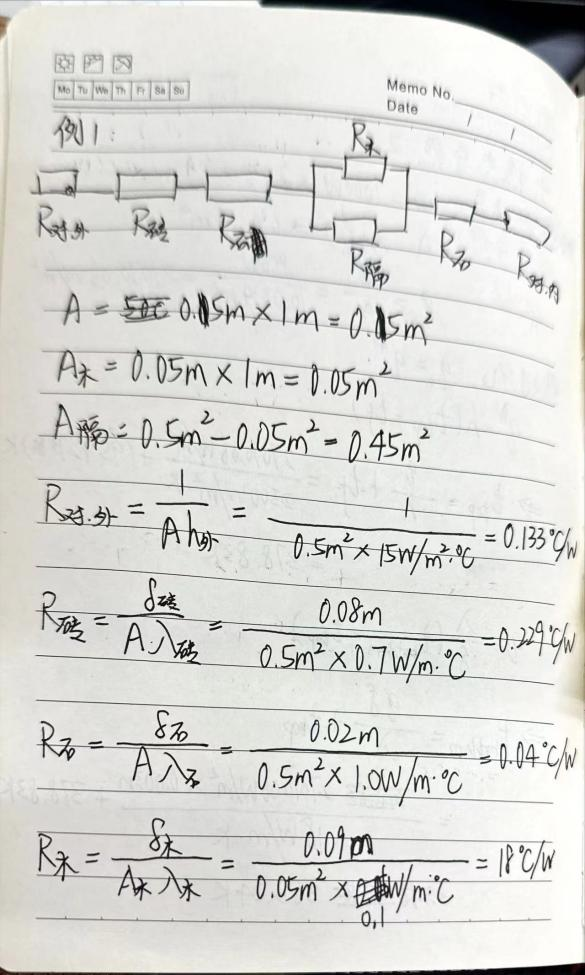 Mo Tu We Th Fr Sa Su
Memo No.
Date / /
例1:
R木
R对外 R砖 R石 R隔 R石 R对.内
A = 0.5m×1m=0.5m²
A木 = 0.05m×1m=0.05m²
A隔=0.5m²-0.05m²=0.45m²
R对.外 = 1/(A h外) = 1/(0.5m²×15W/m²·℃) = 0.133℃/W
R砖 = δ砖/(A·λ砖) = 0.08m/(0.5m²×0.7W/m·℃) = 0.229℃/W
R石 = δ石/(A λ石) = 0.02m/(0.5m²×1.0W/m·℃) = 0.04℃/W
R木 = δ木/(A木 λ木) = 0.09m/(0.05m²×0.1W/m·℃) = 18℃/W